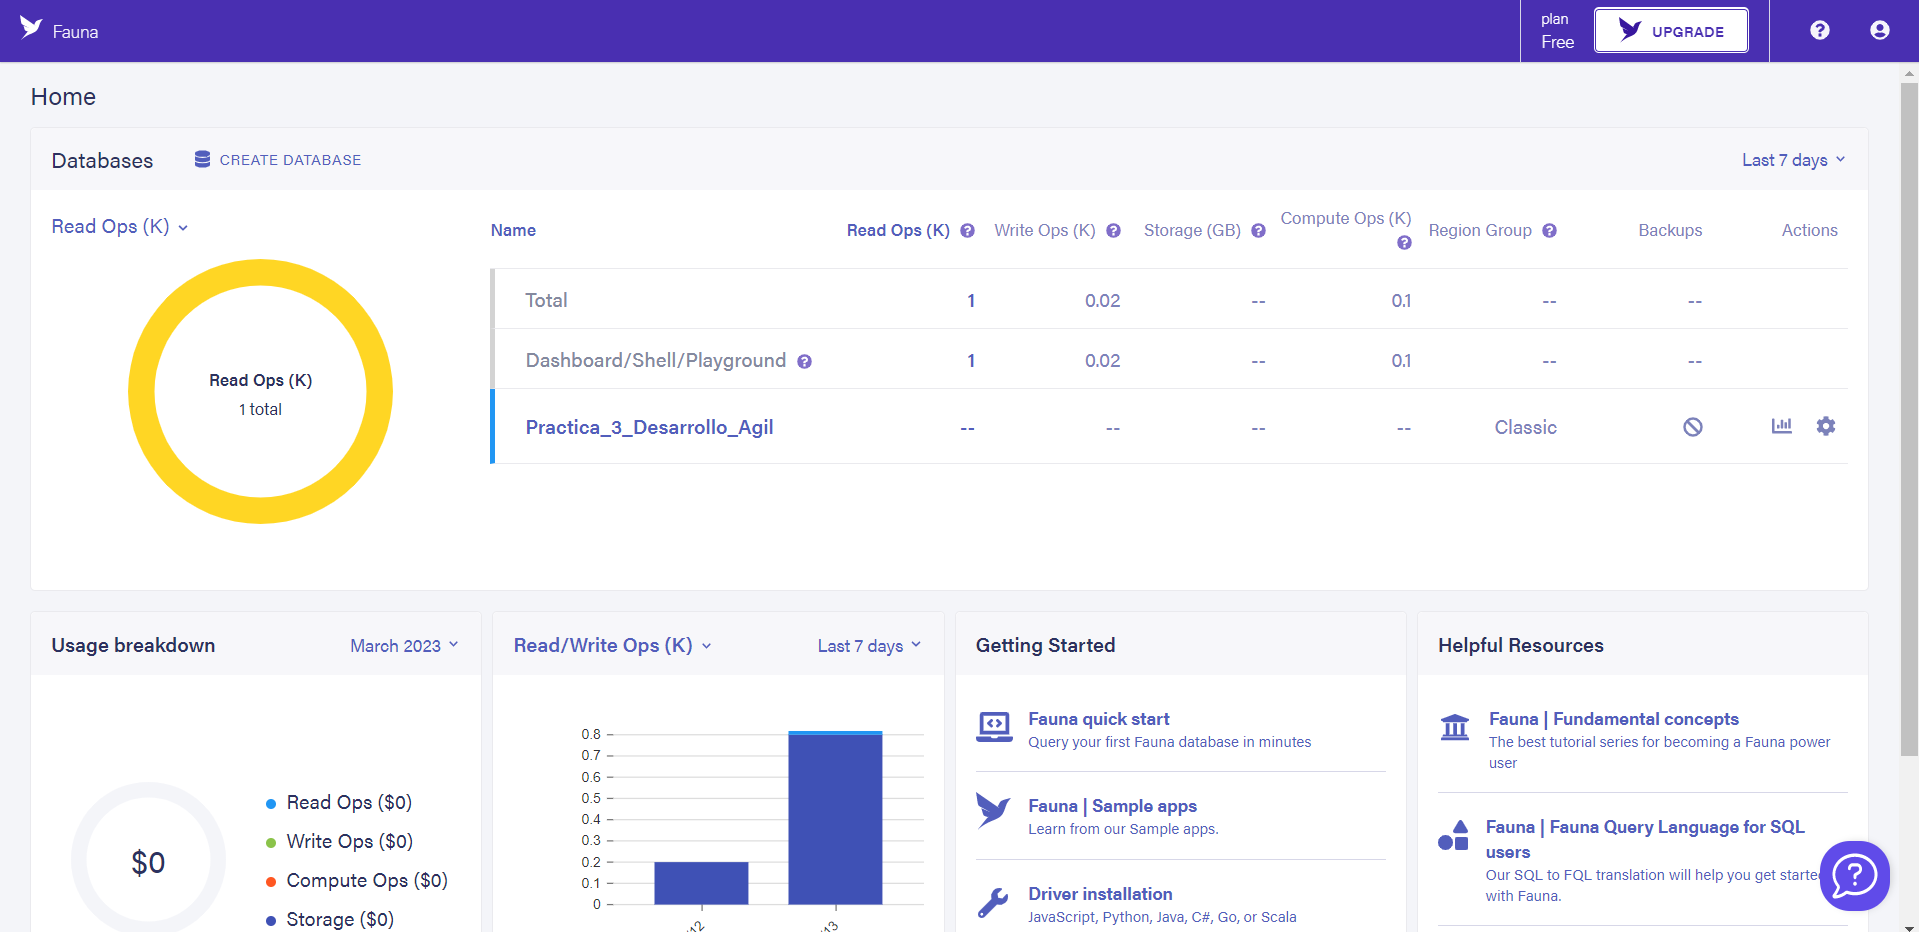 Fauna
plan
Free
UPGRADE
Home
Databases CREATE DATABASE Last 7 days
Read Ops (K)
Read Ops (K)
1 total
Name Read Ops (K) Write Ops (K) Storage (GB) Compute Ops (K) Region Group Backups Actions
Total 1 0.02 -- 0.1 -- --
Dashboard/Shell/Playground 1 0.02 -- 0.1 -- --
Practica_3_Desarrollo_Agil -- -- -- -- Classic
Usage breakdown March 2023
$0
Read Ops ($0)
Write Ops ($0)
Compute Ops ($0)
Storage ($0)
Read/Write Ops (K) Last 7 days
0.8
0.7
0.6
0.5
0.4
0.3
0.2
0.1
0
Getting Started
Fauna quick start
Query your first Fauna database in minutes
Fauna | Sample apps
Learn from our Sample apps.
Driver installation
JavaScript, Python, Java, C#, Go, or Scala
Helpful Resources
Fauna | Fundamental concepts
The best tutorial series for becoming a Fauna power
user
Fauna | Fauna Query Language for SQL
users
Our SQL to FQL translation will help you get started
with Fauna.